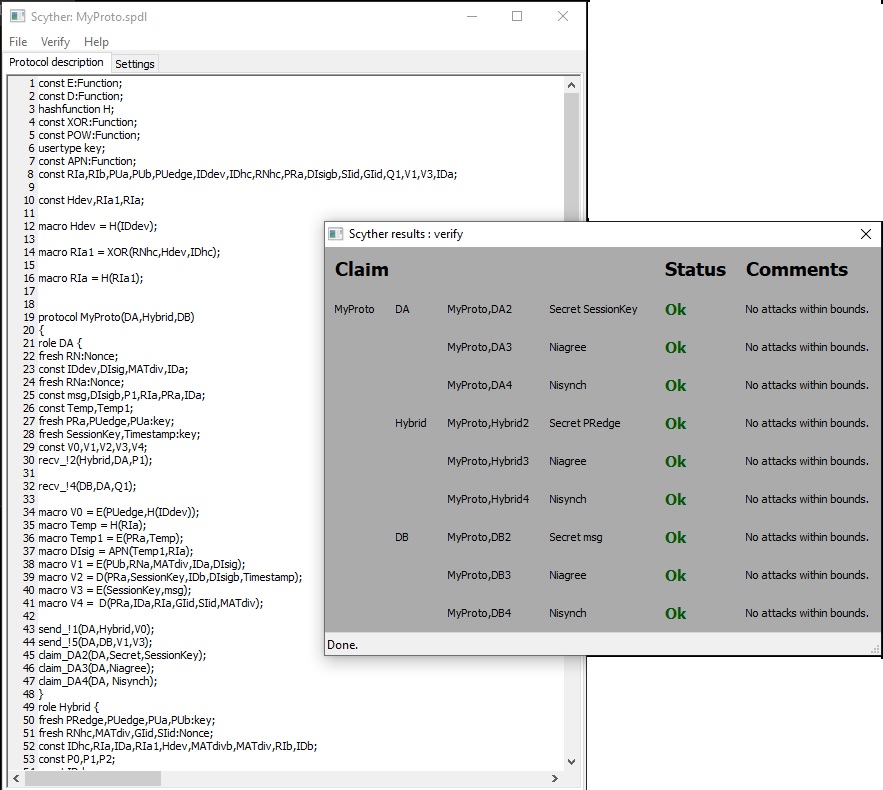 Scyther: MyProto.spdl
File Verify Help
Protocol description Settings
1 const E:Function;
2 const D:Function;
3 hashfunction H;
4 const XOR:Function;
5 const POW:Function;
6 usertype key;
7 const APN:Function;
8 const RIa,RIb,PUa,PUb,PUedge,IDdev,IDhc,RNhc,PRa,DIsigb,SIid,GIid,Q1,V1,V3,IDa;
9
10 const Hdev,RIa1,RIa;
11
12 macro Hdev = H(IDdev);
13
14 macro RIa1 = XOR(RNhc,Hdev,IDhc);
15
16 macro RIa = H(RIa1);
17
18
19 protocol MyProto(DA,Hybrid,DB)
20 {
21 role DA {
22 fresh RN:Nonce;
23 const IDdev,DIsig,MATdiv,IDa;
24 fresh RNa:Nonce;
25 const msg,DIsigb,P1,RIa,PRa,IDa;
26 const Temp,Temp1;
27 fresh PRa,PUedge,PUa:key;
28 fresh SessionKey,Timestamp:key;
29 const V0,V1,V2,V3,V4;
30 recv_!2(Hybrid,DA,P1);
31
32 recv_!4(DB,DA,Q1);
33
34 macro V0 = E(PUedge,H(IDdev));
35 macro Temp = H(RIa);
36 macro Temp1 = E(PRa,Temp);
37 macro DIsig = APN(Temp1,RIa);
38 macro V1 = E(PUb,RNa,MATdiv,IDa,DIsig);
39 macro V2 = D(PRa,SessionKey,IDb,DIsigb,Timestamp);
40 macro V3 = E(SessionKey,msg);
41 macro V4 =  D(PRa,IDa,RIa,GIid,SIid,MATdiv);
42
43 send_!1(DA,Hybrid,V0);
44 send_!5(DA,DB,V1,V3);
45 claim_DA2(DA,Secret,SessionKey);
46 claim_DA3(DA,Niagree);
47 claim_DA4(DA, Nisynch);
48 }
49 role Hybrid {
50 fresh PRedge,PUedge,PUa,PUb:key;
51 fresh RNhc,MATdiv,GIid,SIid:Nonce;
52 const IDhc,RIa,IDa,RIa1,Hdev,MATdivb,MATdiv,RIb,IDb;
53 const P0,P1,P2;
Scyther results : verify
Claim Status Comments
MyProto DA MyProto,DA2 Secret SessionKey Ok No attacks within bounds.
MyProto,DA3 Niagree Ok No attacks within bounds.
MyProto,DA4 Nisynch Ok No attacks within bounds.
Hybrid MyProto,Hybrid2 Secret PRedge Ok No attacks within bounds.
MyProto,Hybrid3 Niagree Ok No attacks within bounds.
MyProto,Hybrid4 Nisynch Ok No attacks within bounds.
DB MyProto,DB2 Secret msg Ok No attacks within bounds.
MyProto,DB3 Niagree Ok No attacks within bounds.
MyProto,DB4 Nisynch Ok No attacks within bounds.
Done.